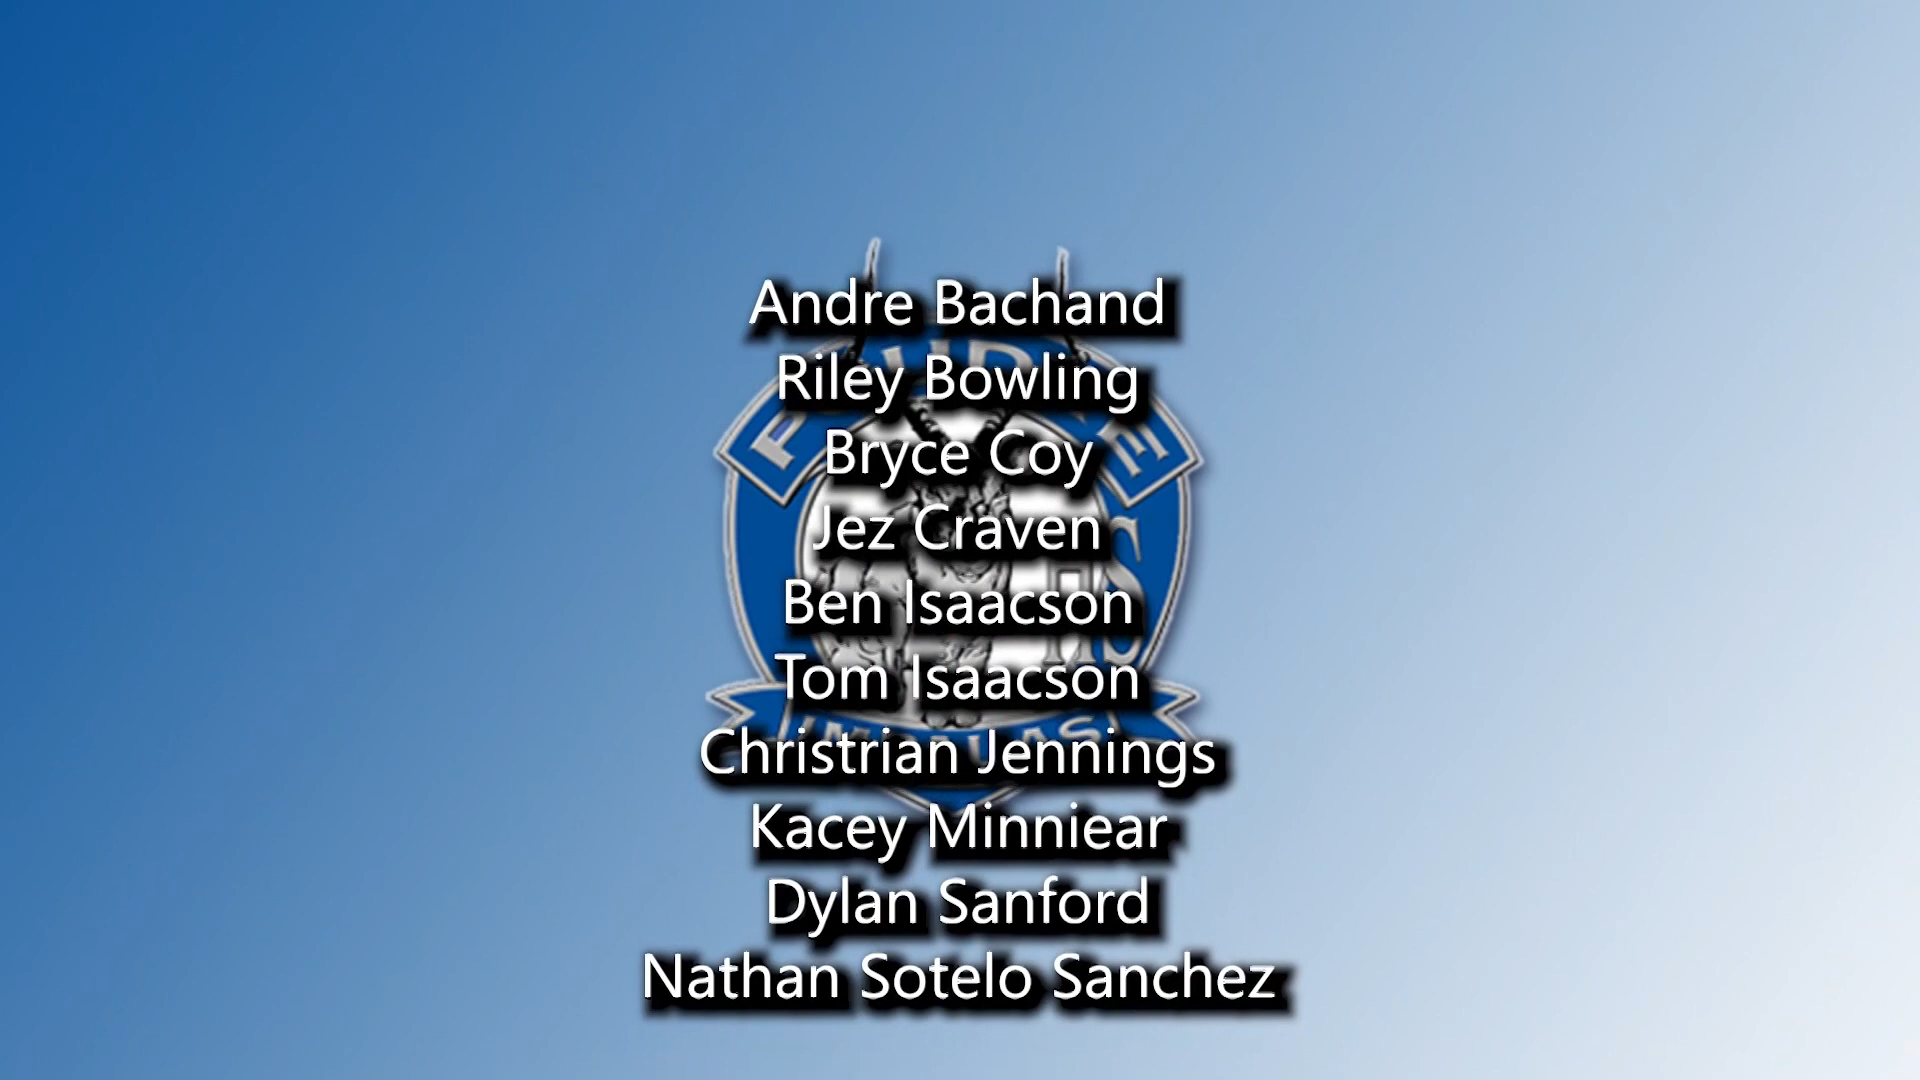 Andre Bachand
Riley Bowling
Bryce Coy
Jez Craven
Ben Isaacson
Tom Isaacson
Christrian Jennings
Kacey Minniear
Dylan Sanford
Nathan Sotelo Sanchez